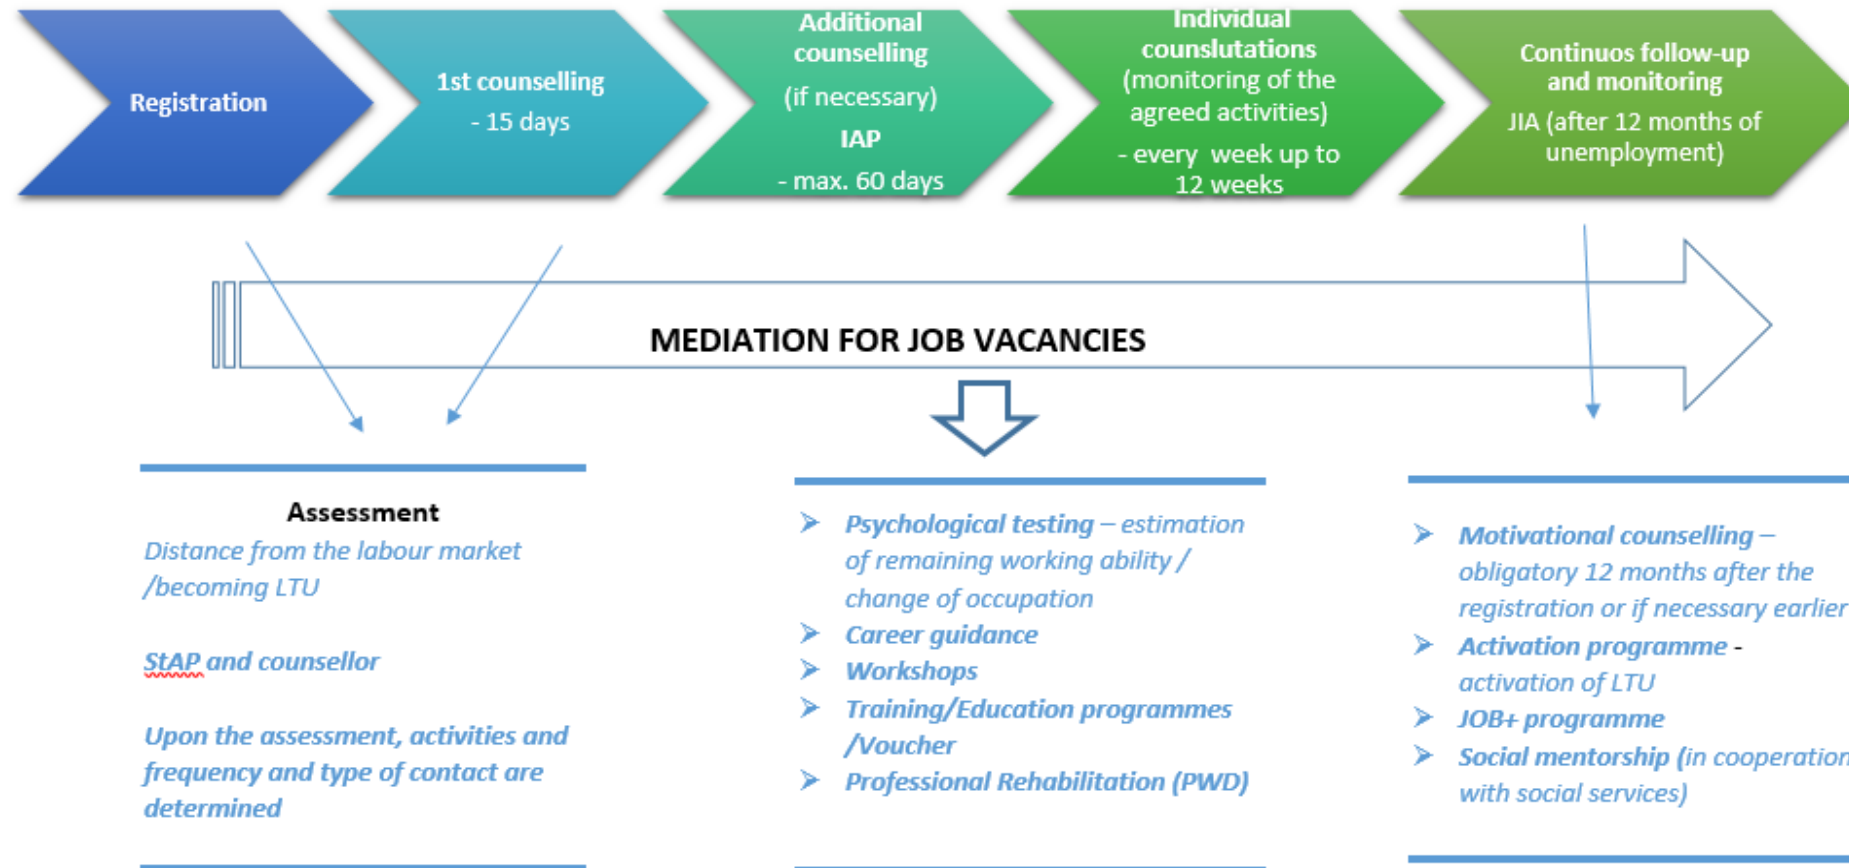 Registration
1st counselling
- 15 days
Additional
counselling
(if necessary)
IAP
- max. 60 days
Individual
counslutations
(monitoring of the
agreed activities)
- every week up to
12 weeks
Continuos follow-up
and monitoring
JIA (after 12 months of
unemployment)
MEDIATION FOR JOB VACANCIES
Assessment
Distance from the labour market
/becoming LTU
StAP and counsellor
Upon the assessment, activities and
frequency and type of contact are
determined
➢ Psychological testing – estimation
of remaining working ability /
change of occupation
➢ Career guidance
➢ Workshops
➢ Training/Education programmes
/Voucher
➢ Professional Rehabilitation (PWD)
➢ Motivational counselling –
obligatory 12 months after the
registration or if necessary earlier
➢ Activation programme -
activation of LTU
➢ JOB+ programme
➢ Social mentorship (in cooperation
with social services)